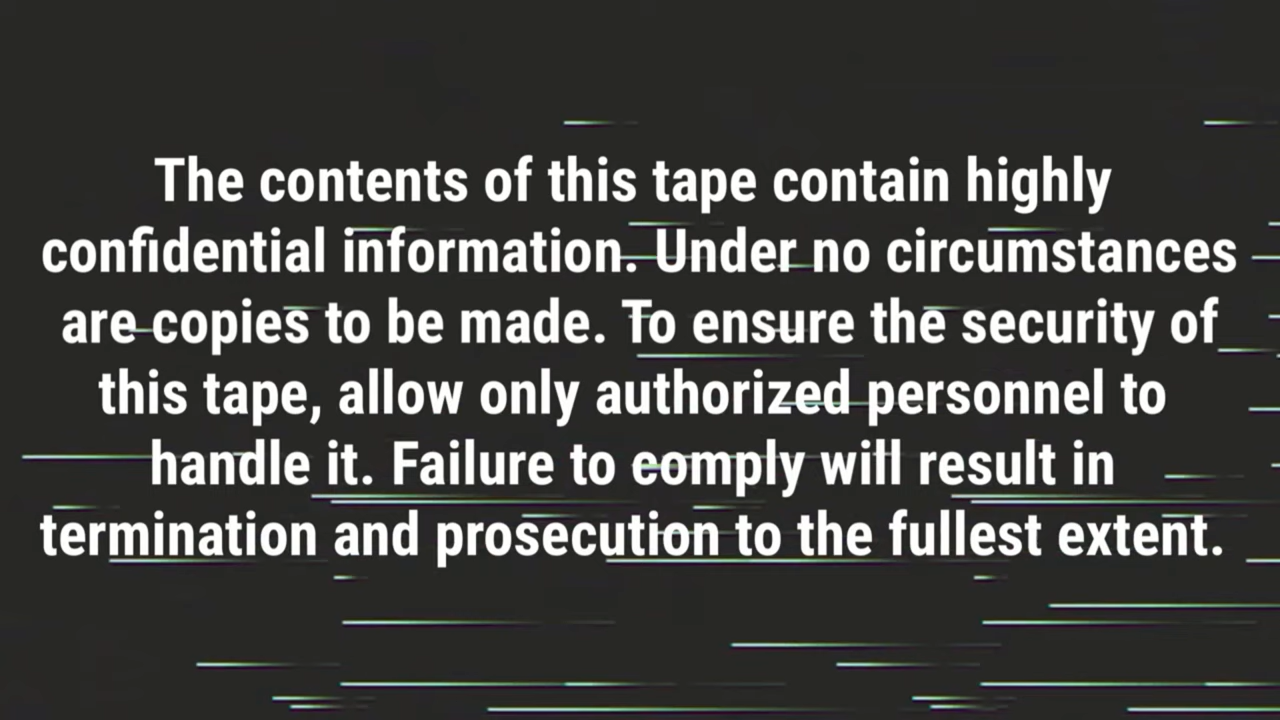 The contents of this tape contain highly
confidential information. Under no circumstances
are copies to be made. To ensure the security of
this tape, allow only authorized personnel to
handle it. Failure to comply will result in
termination and prosecution to the fullest extent.